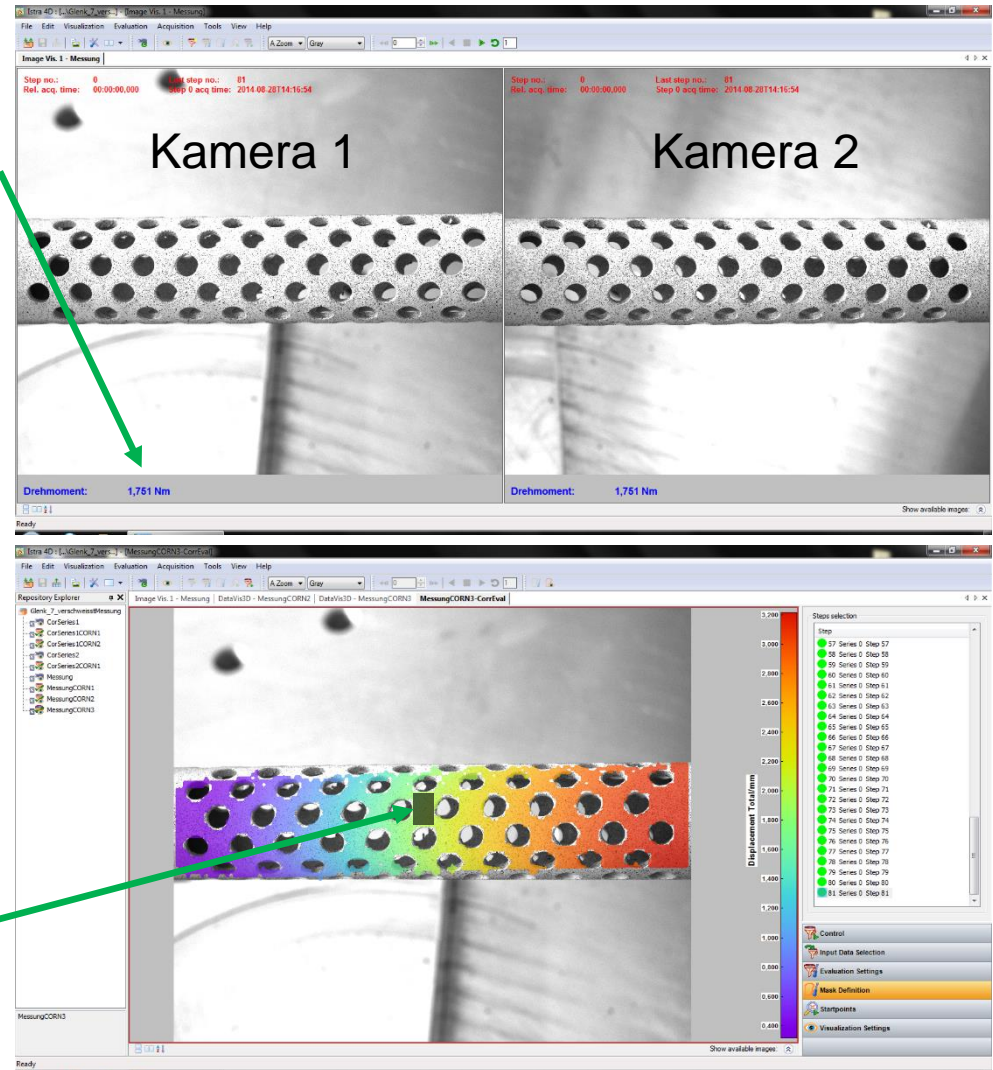 Istra 4D : [..\Glenk_7_vers...] - [Image Vis. 1 - Messung]
File Edit Visualization Evaluation Acquisition Tools View Help
A.Zoom Gray 0 1
Image Vis. 1 - Messung
Step no.: 0 Last step no.: 81
Rel. acq. time: 00:00:00,000 Step 0 acq time: 2014-08-28T14:16:54
Kamera 1
Drehmoment: 1,751 Nm
Step no.: 0 Last step no.: 81
Rel. acq. time: 00:00:00,000 Step 0 acq time: 2014-08-28T14:16:54
Kamera 2
Drehmoment: 1,751 Nm
Show available images:
Ready
Istra 4D : [..\Glenk_7_vers...] - [MessungCORN3-CorrEval]
File Edit Visualization Evaluation Acquisition Tools View Help
A.Zoom Gray 0 1
Repository Explorer
Glenk_7_verschweisstMessung
CorSeries1
CorSeries1CORN1
CorSeries1CORN2
CorSeries2
CorSeries2CORN1
Messung
MessungCORN1
MessungCORN2
MessungCORN3
MessungCORN3
Image Vis. 1 - Messung DataVis3D - MessungCORN2 DataVis3D - MessungCORN3 MessungCORN3-CorrEval
3,200
3,000
2,800
2,600
2,400
2,200
2,000
1,800
1,600
1,400
1,200
1,000
0,800
0,600
0,400
Displacement Total/mm
Steps selection
Step
57 Series 0 Step 57
58 Series 0 Step 58
59 Series 0 Step 59
60 Series 0 Step 60
61 Series 0 Step 61
62 Series 0 Step 62
63 Series 0 Step 63
64 Series 0 Step 64
65 Series 0 Step 65
66 Series 0 Step 66
67 Series 0 Step 67
68 Series 0 Step 68
69 Series 0 Step 69
70 Series 0 Step 70
71 Series 0 Step 71
72 Series 0 Step 72
73 Series 0 Step 73
74 Series 0 Step 74
75 Series 0 Step 75
76 Series 0 Step 76
77 Series 0 Step 77
78 Series 0 Step 78
79 Series 0 Step 79
80 Series 0 Step 80
81 Series 0 Step 81
Control
Input Data Selection
Evaluation Settings
Mask Definition
Startpoints
Visualization Settings
Show available images:
Ready